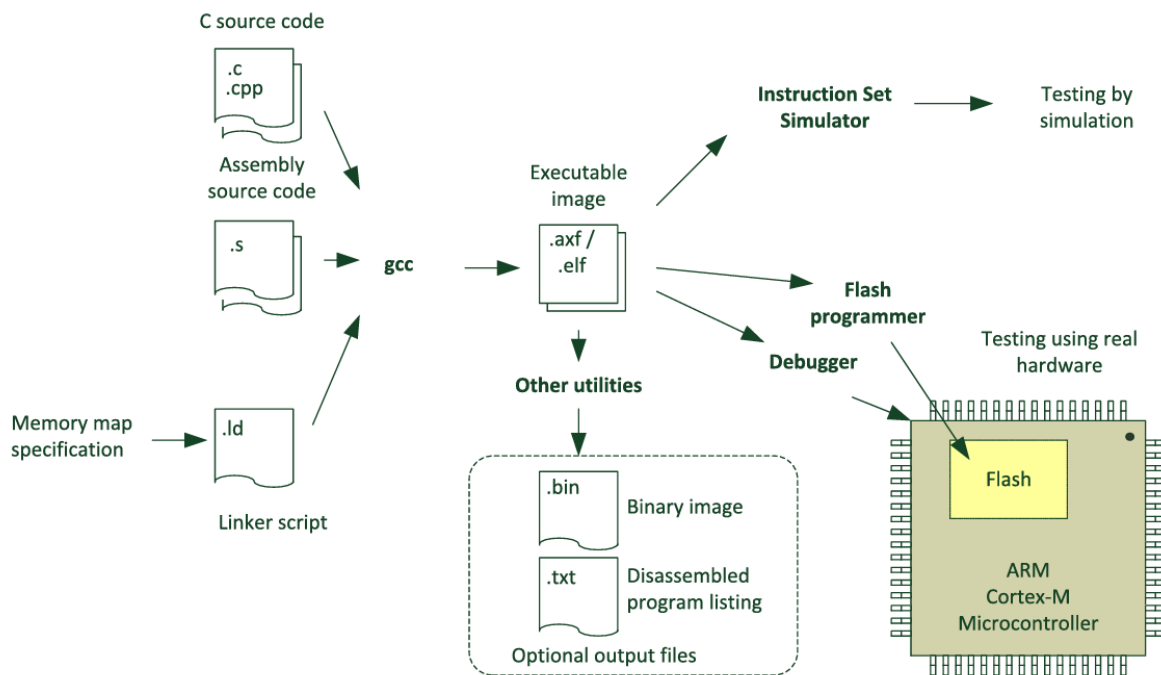 C source code
.c
.cpp
Assembly
source code
.s
Memory map
specification
.ld
Linker script
gcc
Executable
image
.axf /
.elf
Other utilities
.bin
Binary image
.txt
Disassembled
program listing
Optional output files
Instruction Set
Simulator
Testing by
simulation
Flash
programmer
Debugger
Testing using real
hardware
Flash
ARM
Cortex-M
Microcontroller